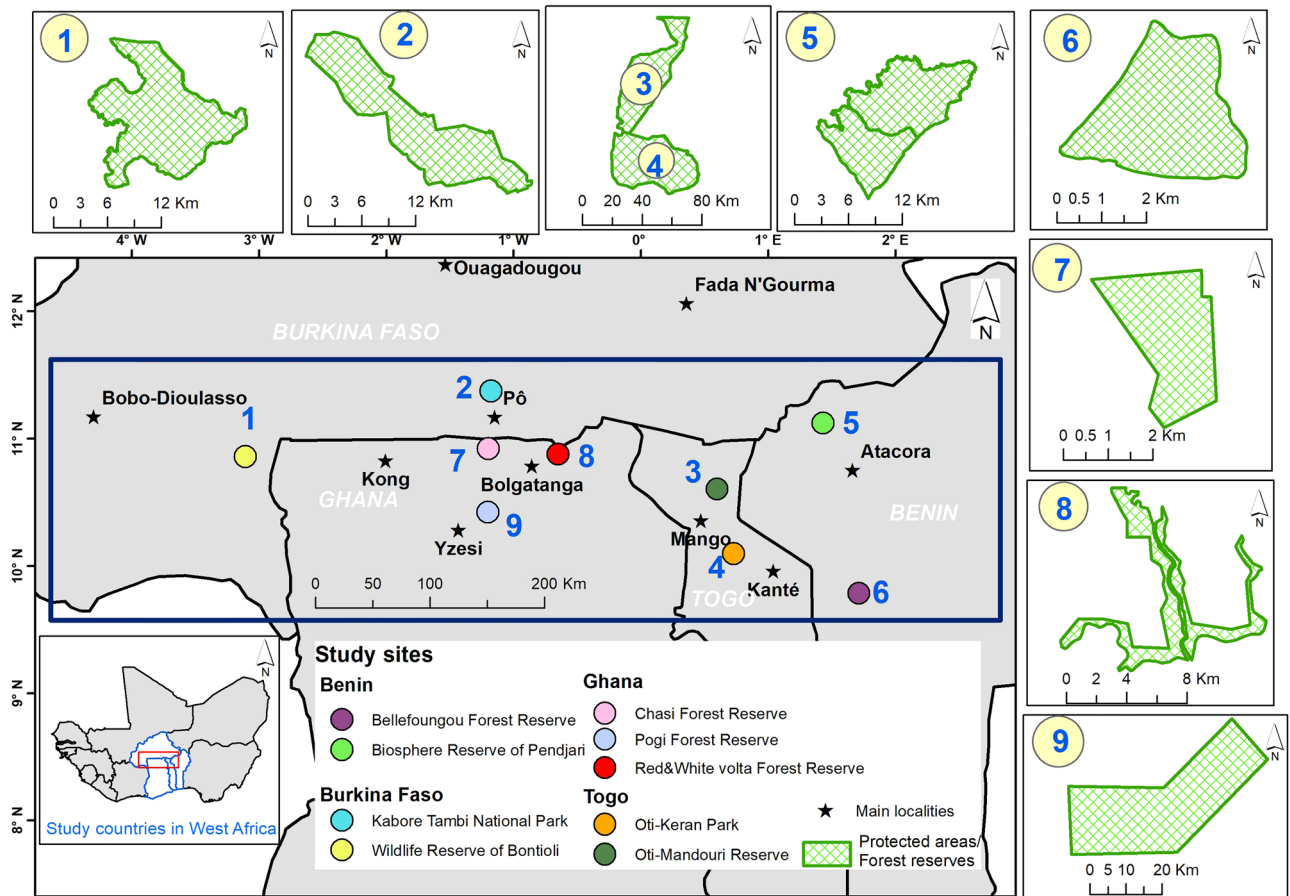 1
N
0 3 6 12 Km
2
N
0 3 6 12 Km
3
4
N
0 20 40 80 Km
5
N
0 3 6 12 Km
6
N
0 0.5 1 2 Km
4° W 3° W 2° W 1° W 0° 1° E 2° E
12° N
11° N
10° N
9° N
8° N
Ouagadougou
Fada N'Gourma
BURKINA FASO
N
Bobo-Dioulasso
1
2
Pô
5
Atacora
7
8
3
Kong
Bolgatanga
GHANA
9
Yzesi
Mango
BENIN
4
Kanté
TOGO
6
0 50 100 200 Km
7
N
0 0.5 1 2 Km
8
N
0 2 4 8 Km
9
N
0 5 10 20 Km
N
Study countries in West Africa
Study sites
Benin
Bellefoungou Forest Reserve
Biosphere Reserve of Pendjari
Burkina Faso
Kabore Tambi National Park
Wildlife Reserve of Bontioli
Ghana
Chasi Forest Reserve
Pogi Forest Reserve
Red&White volta Forest Reserve
Togo
Oti-Keran Park
Oti-Mandouri Reserve
Main localities
Protected areas/
Forest reserves